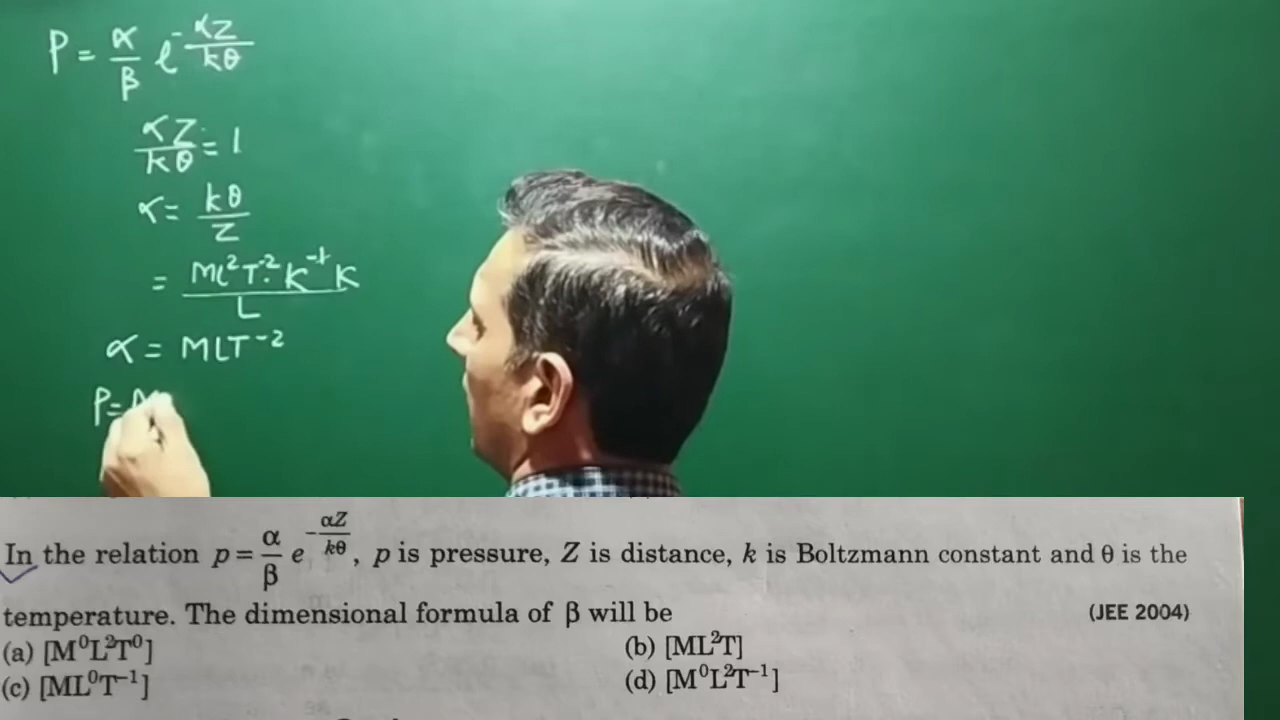 P = α/β e^-αZ/kθ
αZ/kθ = 1
α = kθ/Z
= ML²T⁻² K⁻¹ K/L
α = MLT⁻²
P =
In the relation p = α/β e^-αZ/kθ, p is pressure, Z is distance, k is Boltzmann constant and θ is the
temperature. The dimensional formula of β will be (JEE 2004)
(a) [M⁰L²T⁰] (b) [ML²T]
(c) [ML⁰T⁻¹] (d) [M⁰L²T⁻¹]